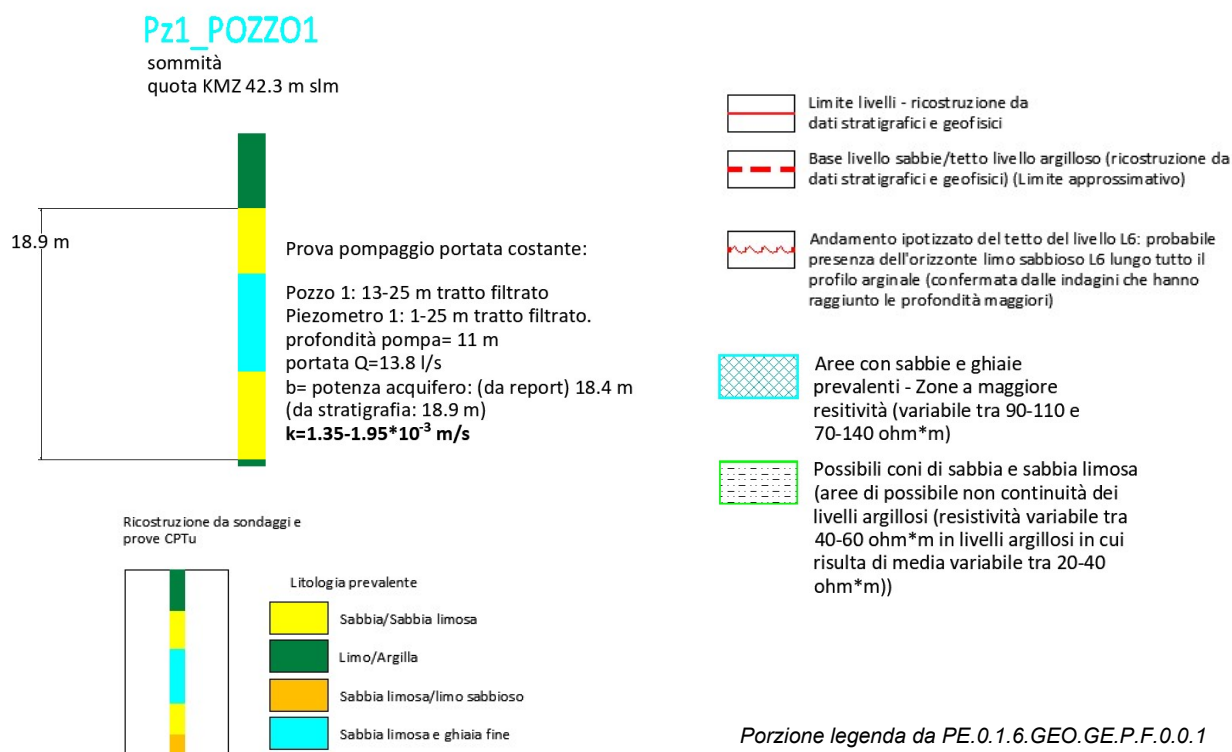 Pz1_POZZO1
sommità
quota KMZ 42.3 m slm
18.9 m
Prova pompaggio portata costante:
Pozzo 1: 13-25 m tratto filtrato
Piezometro 1: 1-25 m tratto filtrato.
profondità pompa= 11 m
portata Q=13.8 l/s
b= potenza acquifero: (da report) 18.4 m
(da stratigrafia: 18.9 m)
k=1.35-1.95*10⁻³ m/s
Ricostruzione da sondaggi e
prove CPTu
Litologia prevalente
Sabbia/Sabbia limosa
Limo/Argilla
Sabbia limosa/limo sabbioso
Sabbia limosa e ghiaia fine
Limite livelli - ricostruzione da
dati stratigrafici e geofisici
Base livello sabbie/tetto livello argilloso (ricostruzione da
dati stratigrafici e geofisici) (Limite approssimativo)
Andamento ipotizzato del tetto del livello L6: probabile
presenza dell'orizzonte limo sabbioso L6 lungo tutto il
profilo arginale (confermata dalle indagini che hanno
raggiunto le profondità maggiori)
Aree con sabbie e ghiaie
prevalenti - Zone a maggiore
resitività (variabile tra 90-110 e
70-140 ohm*m)
Possibili coni di sabbia e sabbia limosa
(aree di possibile non continuità dei
livelli argillosi (resistività variabile tra
40-60 ohm*m in livelli argillosi in cui
risulta di media variabile tra 20-40
ohm*m))
Porzione legenda da PE.0.1.6.GEO.GE.P.F.0.0.1